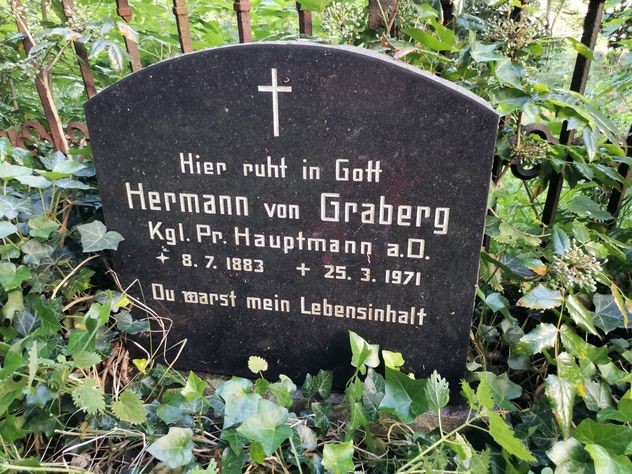 Hier ruht in Gott
Hermann von Graberg
Kgl. Pr. Hauptmann a.D.
✦ 8. 7. 1883 ✝ 25. 3. 1971
Du warst mein Lebensinhalt